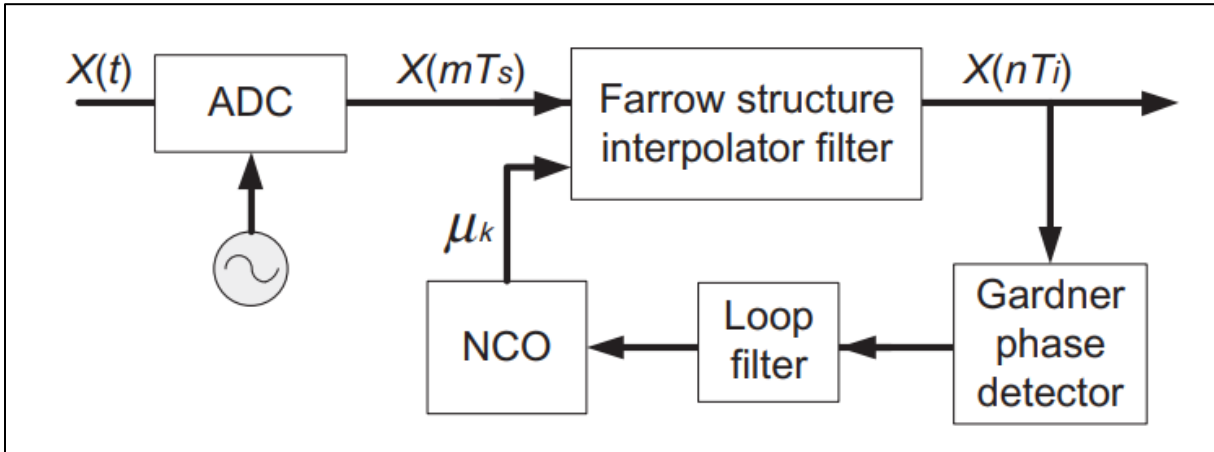 X(t)
ADC
X(mTs)
Farrow structure
interpolator filter
X(nTi)
μk
NCO
Loop
filter
Gardner
phase
detector